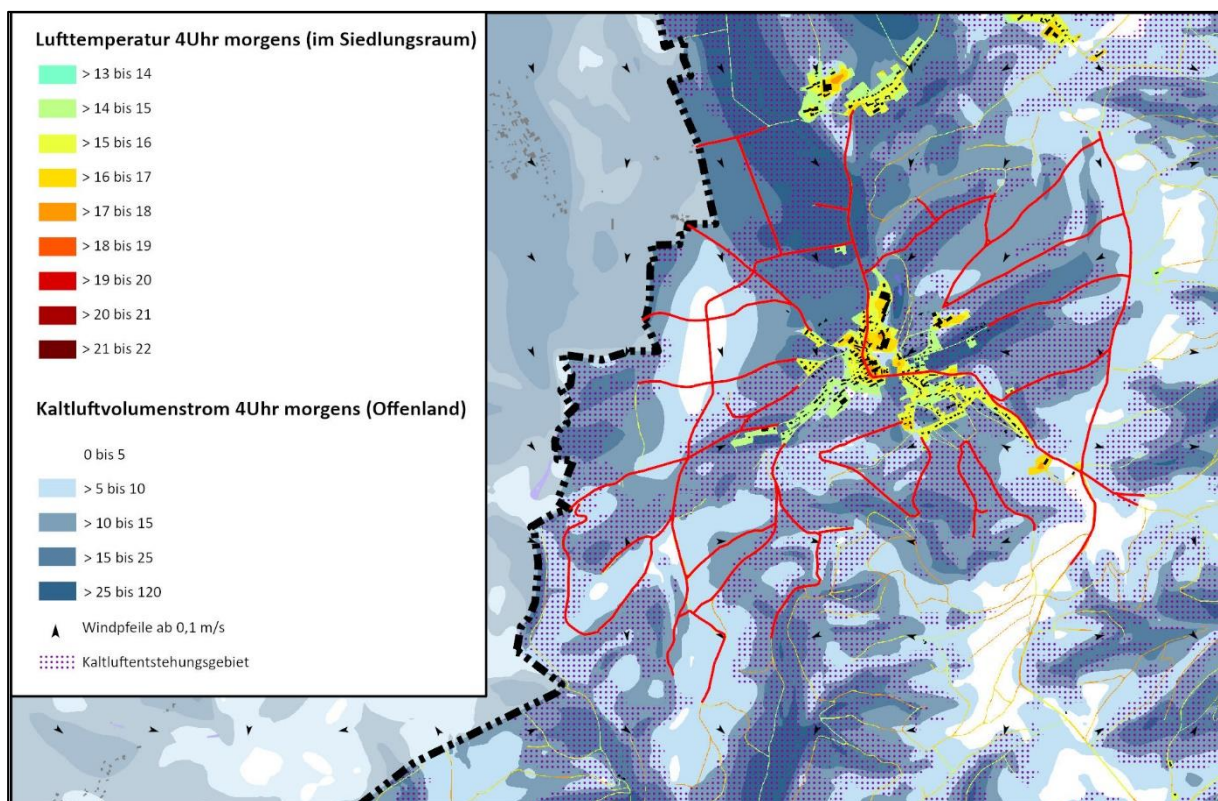 Lufttemperatur 4Uhr morgens (im Siedlungsraum)
> 13 bis 14
> 14 bis 15
> 15 bis 16
> 16 bis 17
> 17 bis 18
> 18 bis 19
> 19 bis 20
> 20 bis 21
> 21 bis 22
Kaltluftvolumenstrom 4Uhr morgens (Offenland)
0 bis 5
> 5 bis 10
> 10 bis 15
> 15 bis 25
> 25 bis 120
Windpfeile ab 0,1 m/s
Kaltluftentstehungsgebiet